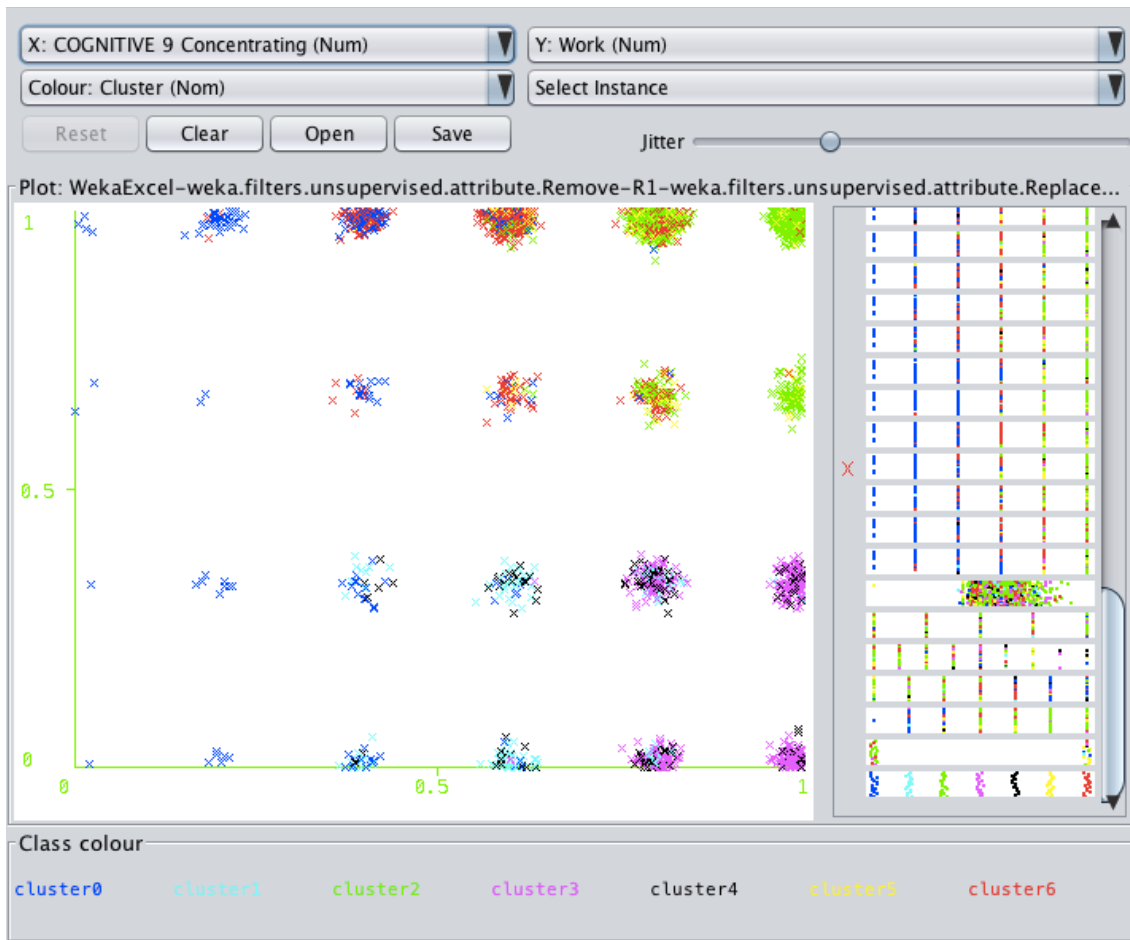 X: COGNITIVE 9 Concentrating (Num)
Y: Work (Num)
Colour: Cluster (Nom)
Select Instance
Reset Clear Open Save
Jitter
Plot: WekaExcel-weka.filters.unsupervised.attribute.Remove-R1-weka.filters.unsupervised.attribute.Replace...
1
0.5
0
0 0.5 1
X
Class colour
cluster0 cluster1 cluster2 cluster3 cluster4 cluster5 cluster6